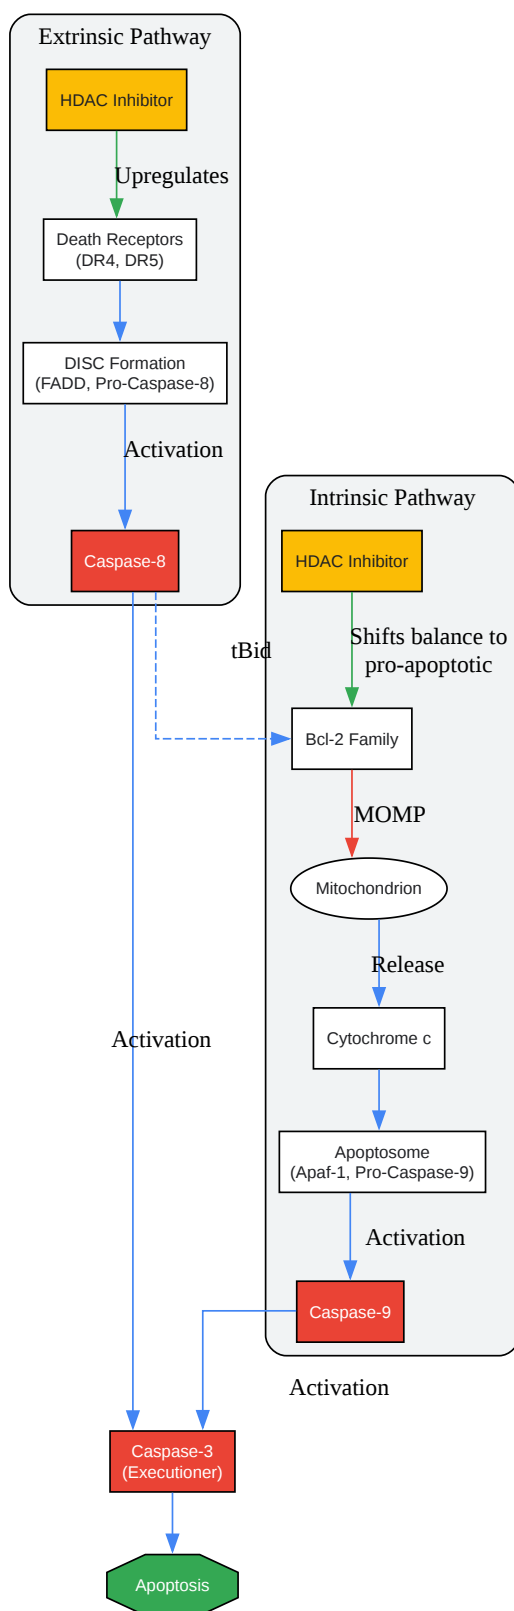 Extrinsic Pathway
HDAC Inhibitor
Upregulates
Death Receptors
(DR4, DR5)
DISC Formation
(FADD, Pro-Caspase-8)
Activation
Caspase-8
Intrinsic Pathway
HDAC Inhibitor
Shifts balance to
pro-apoptotic
tBid
Bcl-2 Family
MOMP
Mitochondrion
Release
Cytochrome c
Activation
Apoptosome
(Apaf-1, Pro-Caspase-9)
Activation
Caspase-9
Activation
Caspase-3
(Executioner)
Apoptosis